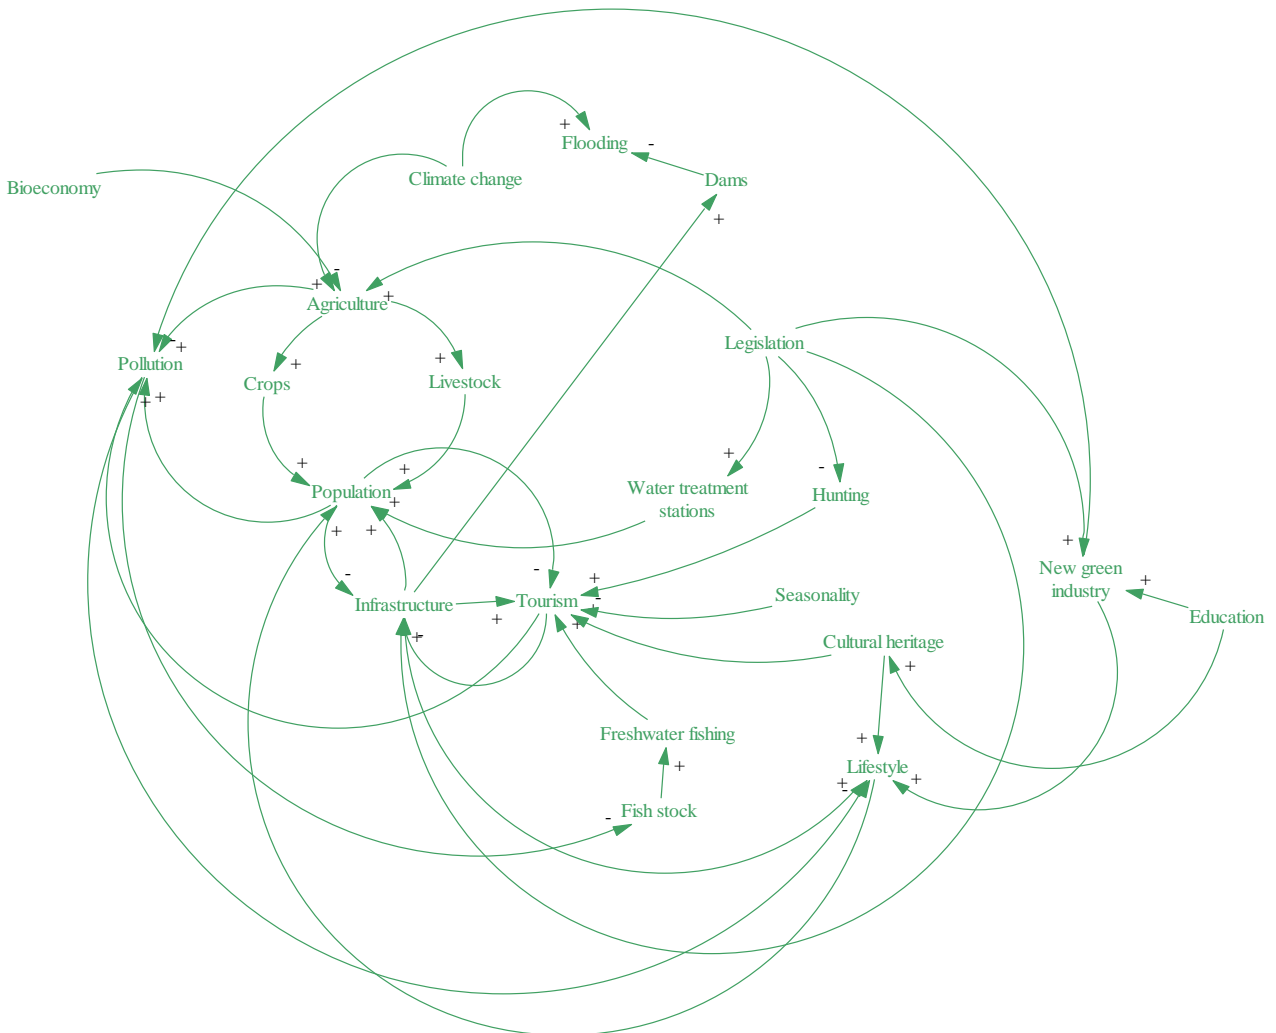 Flooding
Climate change
Dams
Bioeconomy
Agriculture
Legislation
Pollution
Crops
Livestock
Population
Water treatment
stations
Hunting
New green
industry
Infrastructure
Tourism
Seasonality
Education
Cultural heritage
Freshwater fishing
Lifestyle
Fish stock